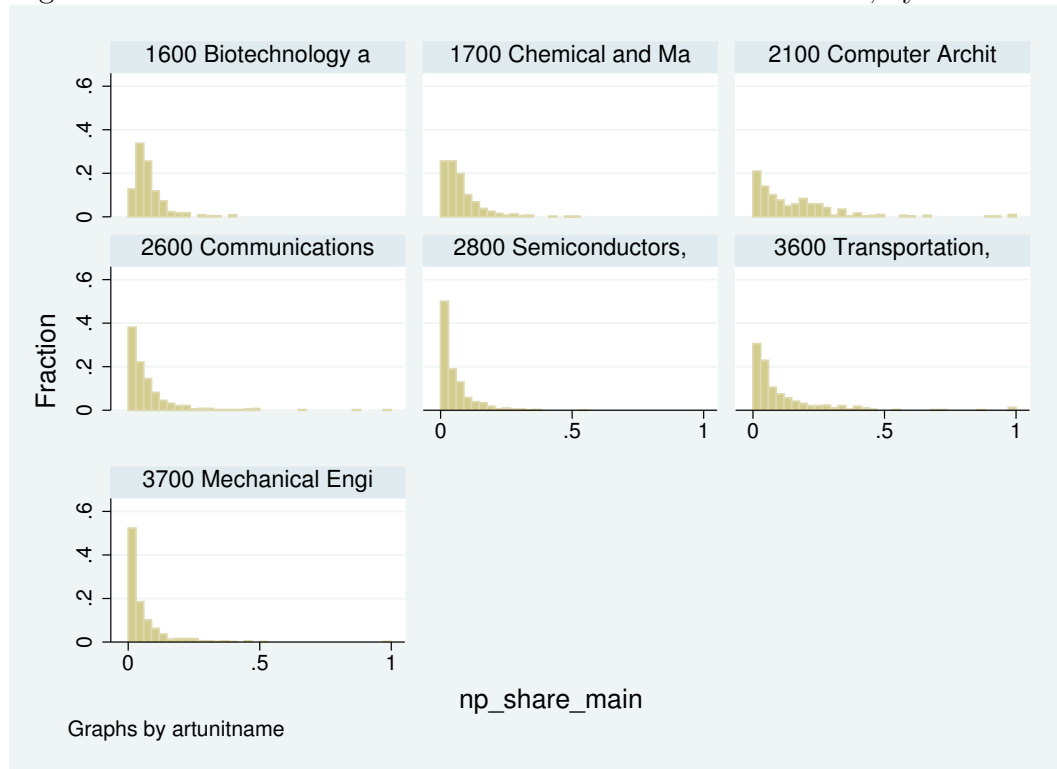 1600 Biotechnology a
1700 Chemical and Ma
2100 Computer Archit
0 .2 .4 .6
2600 Communications
2800 Semiconductors,
3600 Transportation,
0 .2 .4 .6
0 .5 1
0 .5 1
3700 Mechanical Engi
0 .2 .4 .6
0 .5 1
Fraction
np_share_main
Graphs by artunitname